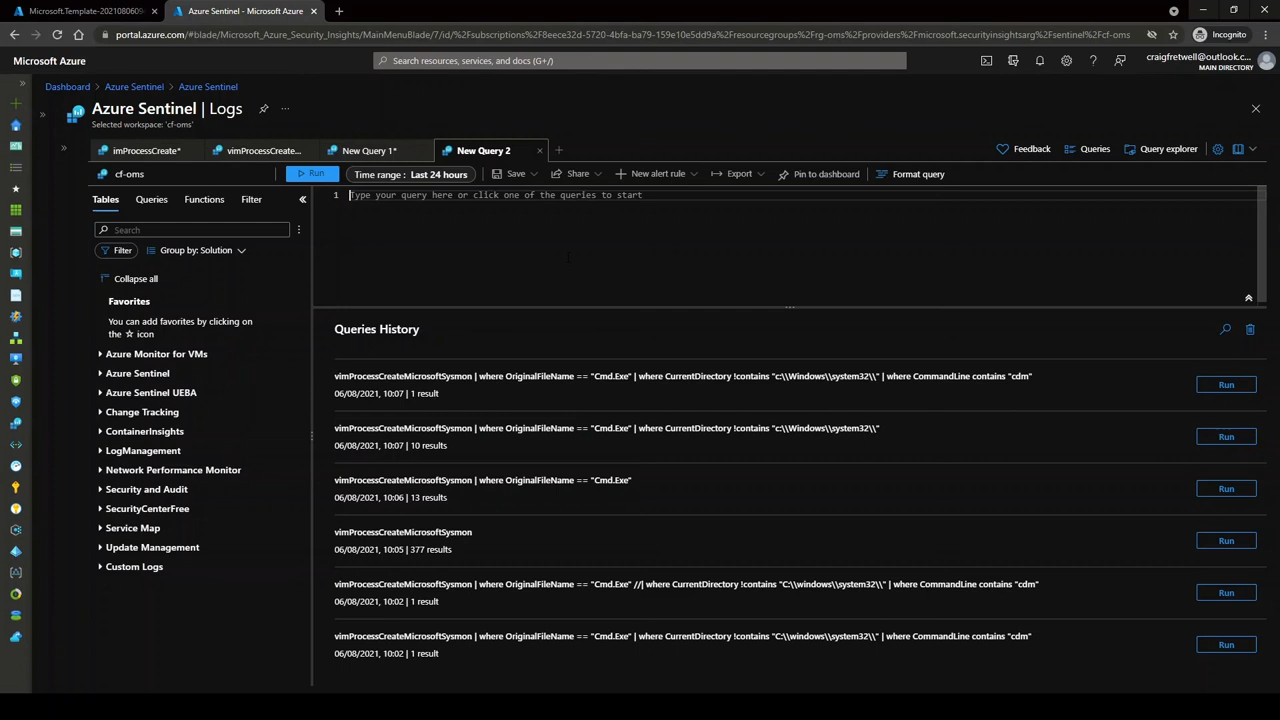 Microsoft.Template-2021080609
Azure Sentinel - Microsoft Azure
portal.azure.com/#blade/Microsoft_Azure_Security_Insights/MainMenuBlade/7/id/%2Fsubscriptions%2F8eece32d-5720-4bfa-ba79-159e10e5dd9a%2Fresourcegroups%2Frg-oms%2Fproviders%2Fmicrosoft.securityinsightsarg%2Fsentinel%2Fcf-oms
Incognito
Microsoft Azure
Search resources, services, and docs (G+/)
craigfretwell@outlook.c...
MAIN DIRECTORY
Dashboard > Azure Sentinel > Azure Sentinel
Azure Sentinel | Logs
Selected workspace: 'cf-oms'
imProcessCreate*
vimProcessCreate...
New Query 1*
New Query 2
Feedback
Queries
Query explorer
cf-oms
Run
Time range : Last 24 hours
Save
Share
New alert rule
Export
Pin to dashboard
Format query
Tables
Queries
Functions
Filter
1
Type your query here or click one of the queries to start
Search
Filter
Group by: Solution
Collapse all
Favorites
You can add favorites by clicking on
the ☆ icon
Azure Monitor for VMs
Azure Sentinel
Azure Sentinel UEBA
Change Tracking
ContainerInsights
LogManagement
Network Performance Monitor
Security and Audit
SecurityCenterFree
Service Map
Update Management
Custom Logs
Queries History
vimProcessCreateMicrosoftSysmon | where OriginalFileName == "Cmd.Exe" | where CurrentDirectory !contains "c:\\Windows\\system32\\" | where CommandLine contains "cdm"
06/08/2021, 10:07 | 1 result
Run
vimProcessCreateMicrosoftSysmon | where OriginalFileName == "Cmd.Exe" | where CurrentDirectory !contains "c:\\Windows\\system32\\"
06/08/2021, 10:07 | 10 results
Run
vimProcessCreateMicrosoftSysmon | where OriginalFileName == "Cmd.Exe"
06/08/2021, 10:06 | 13 results
Run
vimProcessCreateMicrosoftSysmon
06/08/2021, 10:05 | 377 results
Run
vimProcessCreateMicrosoftSysmon | where OriginalFileName == "Cmd.Exe" //| where CurrentDirectory !contains "C:\\windows\\system32\\" | where CommandLine contains "cdm"
06/08/2021, 10:02 | 1 result
Run
vimProcessCreateMicrosoftSysmon | where OriginalFileName == "Cmd.Exe" | where CurrentDirectory !contains "C:\\windows\\system32\\" | where CommandLine contains "cdm"
06/08/2021, 10:02 | 1 result
Run